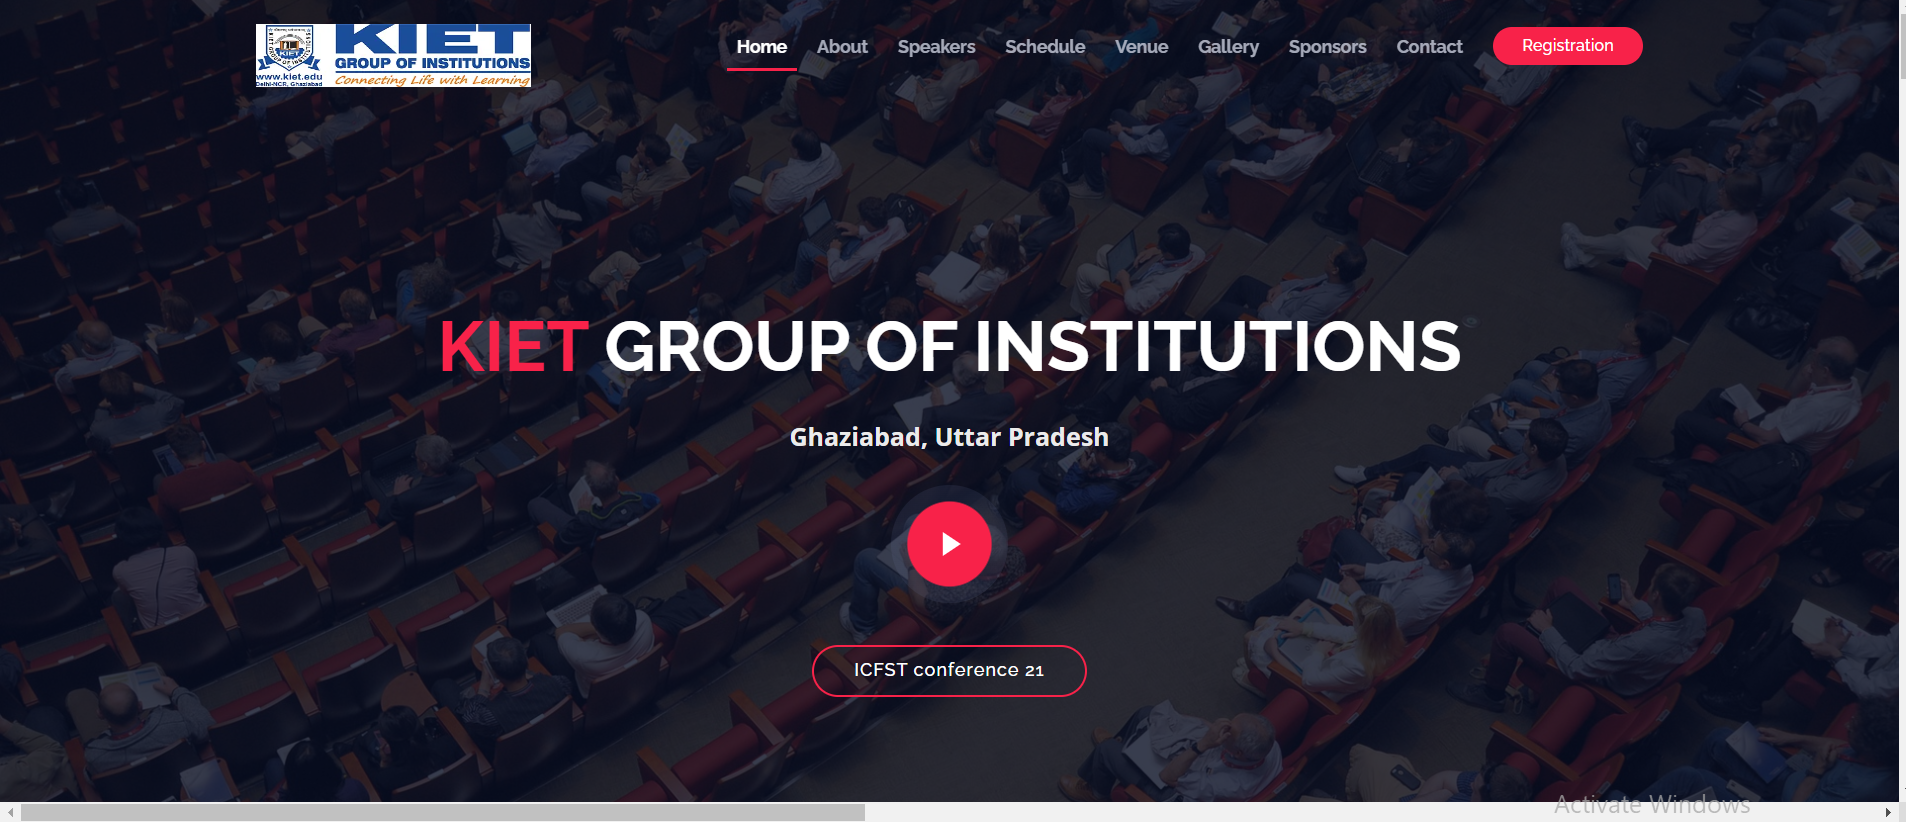 KIET
GROUP OF INSTITUTIONS
Connecting Life with Learning
KIET
www.kiet.edu
Delhi-NCR, Ghaziabad
Home About Speakers Schedule Venue Gallery Sponsors Contact Registration
KIET GROUP OF INSTITUTIONS
Ghaziabad, Uttar Pradesh
ICFST conference 21
Activate Windows